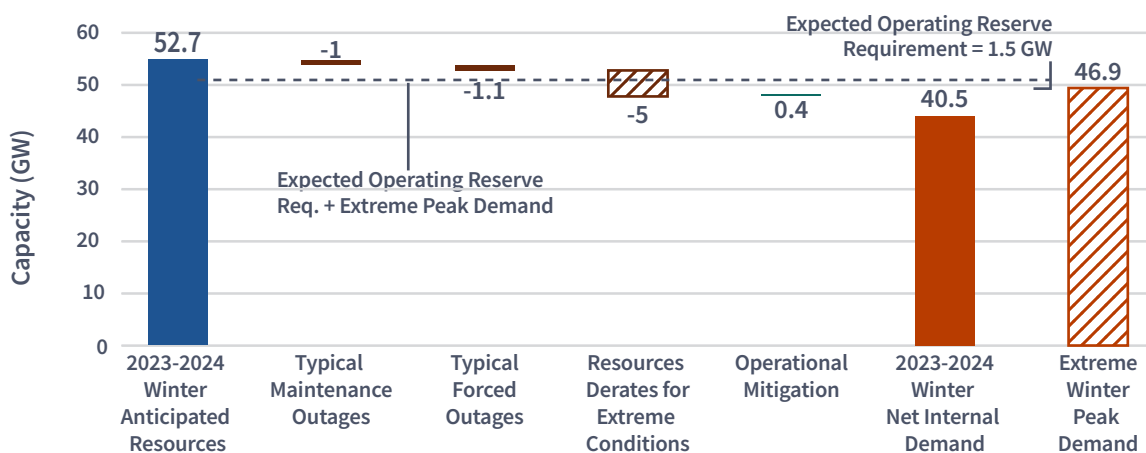 Capacity (GW)
60
50
40
30
20
10
0
52.7
-1
-1.1
-5
0.4
40.5
46.9
Expected Operating Reserve
Requirement = 1.5 GW
Expected Operating Reserve
Req. + Extreme Peak Demand
2023-2024
Winter
Anticipated
Resources
Typical
Maintenance
Outages
Typical
Forced
Outages
Resources
Derates for
Extreme
Conditions
Operational
Mitigation
2023-2024
Winter
Net Internal
Demand
Extreme
Winter
Peak
Demand